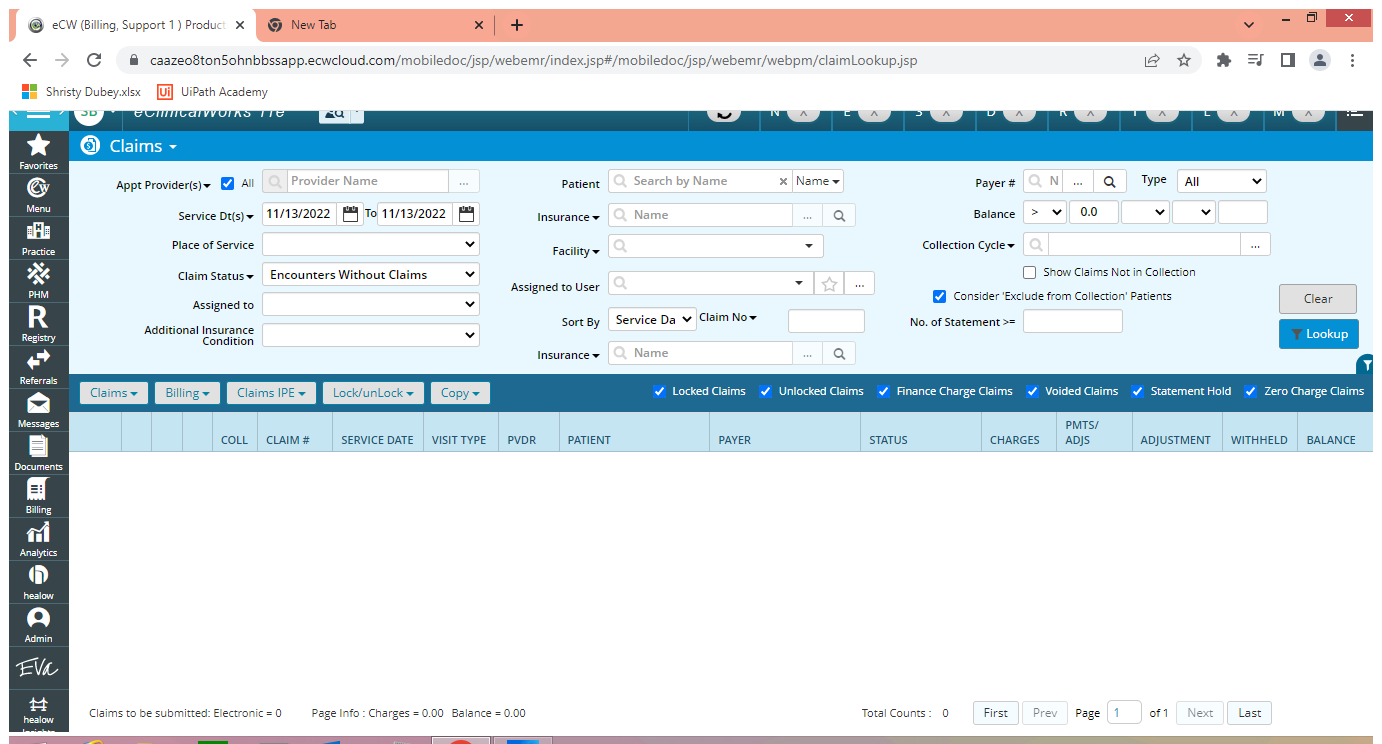 eCW (Billing, Support 1 ) Product
New Tab
caazeo8ton5ohnbbssapp.ecwcloud.com/mobiledoc/jsp/webemr/index.jsp#/mobiledoc/jsp/webemr/webpm/claimLookup.jsp
Shristy Dubey.xlsx Ui UiPath Academy
SB eClinicalWorks 11e N X E X S X D X R X T X L X M X
Favorites
Menu
Practice
PHM
R
Registry
Referrals
Messages
Documents
Billing
Analytics
healow
Admin
EVA
healow
Insights
Claims
Appt Provider(s) All Provider Name ... Patient Search by Name x Name Payer # N ... Type All
Service Dt(s) 11/13/2022 To 11/13/2022 Insurance Name ... Balance > 0.0
Place of Service Facility Collection Cycle ...
Claim Status Encounters Without Claims Assigned to User ... Show Claims Not in Collection
Assigned to Consider 'Exclude from Collection' Patients Clear
Additional Insurance
Condition
Sort By Service Da Claim No No. of Statement >=
Lookup
Insurance Name ...
Claims Billing Claims IPE Lock/unLock Copy Locked Claims Unlocked Claims Finance Charge Claims Voided Claims Statement Hold Zero Charge Claims
COLL CLAIM # SERVICE DATE VISIT TYPE PVDR PATIENT PAYER STATUS CHARGES PMTS/
ADJS ADJUSTMENT WITHHELD BALANCE
Claims to be submitted: Electronic = 0 Page Info : Charges = 0.00 Balance = 0.00 Total Counts : 0 First Prev Page 1 of 1 Next Last